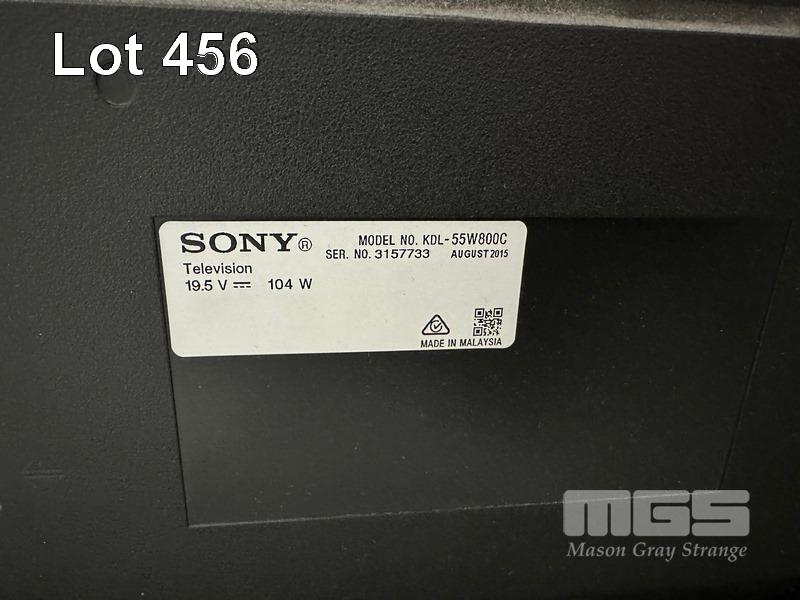 Lot 456
SONY®
MODEL NO. KDL-55W800C
SER. NO. 3157733 AUGUST 2015
Television
19.5 V ⎓ 104 W
MADE IN MALAYSIA
MGS
Mason Gray Strange